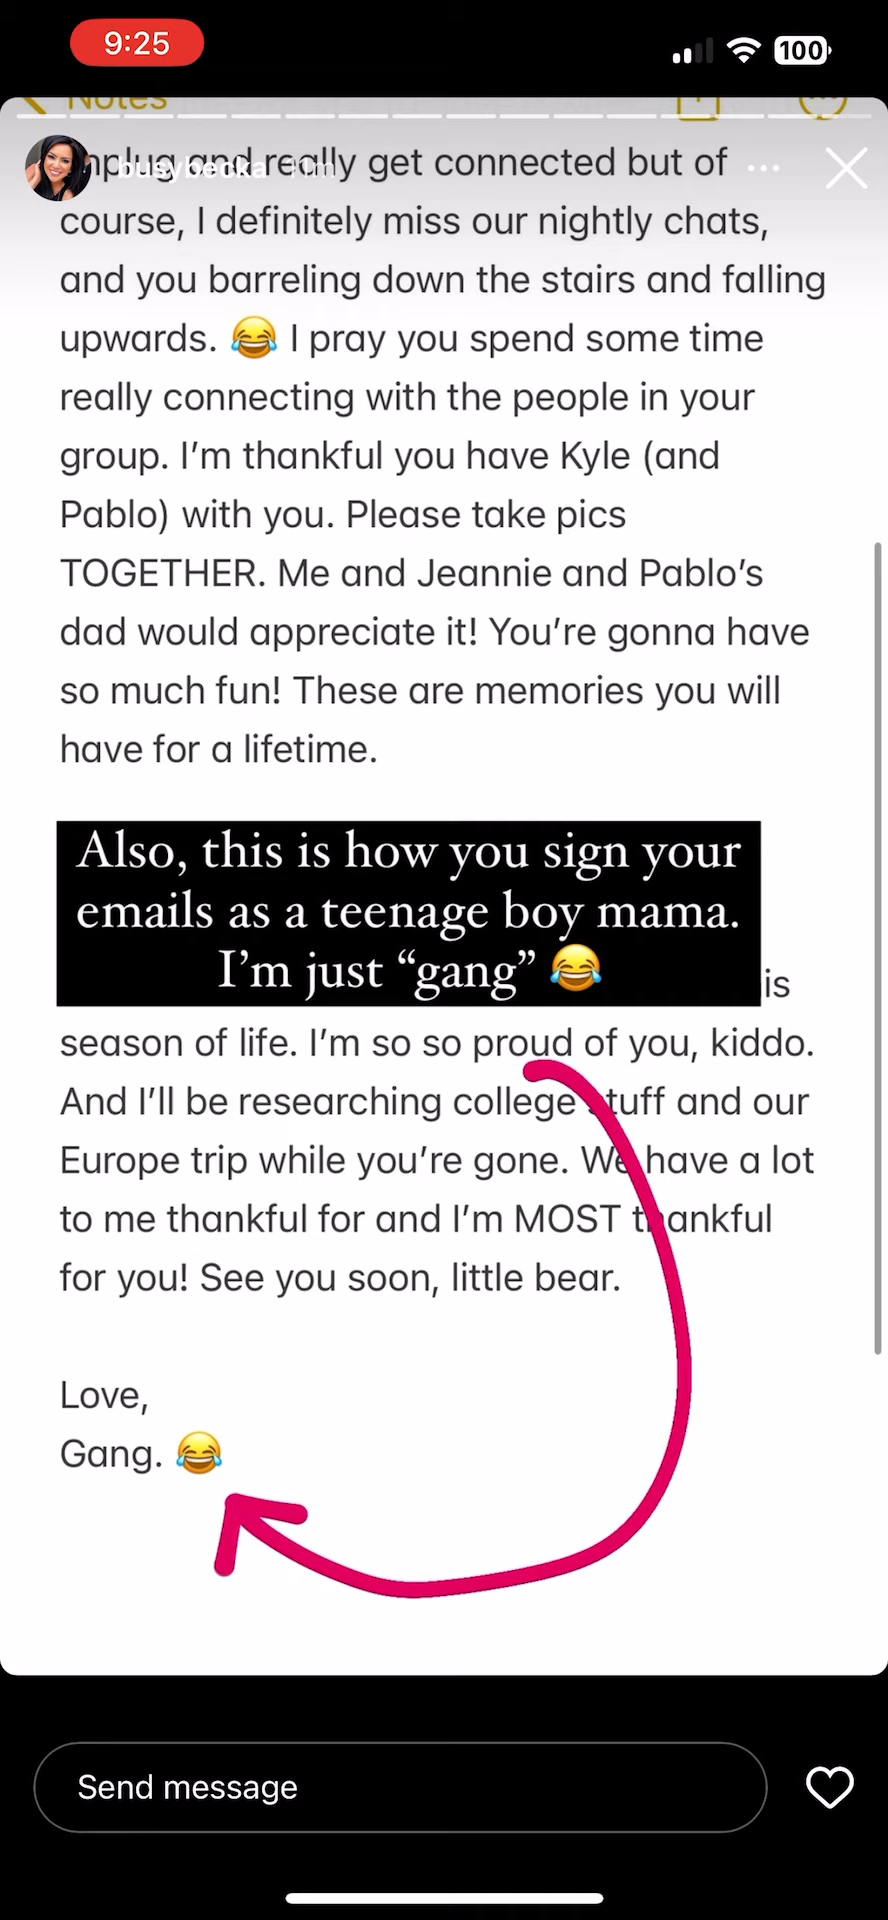 9:25
100
Notes
busybecka 11m
nplug and really get connected but of
course, I definitely miss our nightly chats,
and you barreling down the stairs and falling
upwards. 😂 I pray you spend some time
really connecting with the people in your
group. I’m thankful you have Kyle (and
Pablo) with you. Please take pics
TOGETHER. Me and Jeannie and Pablo’s
dad would appreciate it! You’re gonna have
so much fun! These are memories you will
have for a lifetime.
Also, this is how you sign your
emails as a teenage boy mama.
I’m just “gang” 😂
is
season of life. I’m so so proud of you, kiddo.
And I’ll be researching college stuff and our
Europe trip while you’re gone. We have a lot
to me thankful for and I’m MOST thankful
for you! See you soon, little bear.
Love,
Gang. 😂
Send message